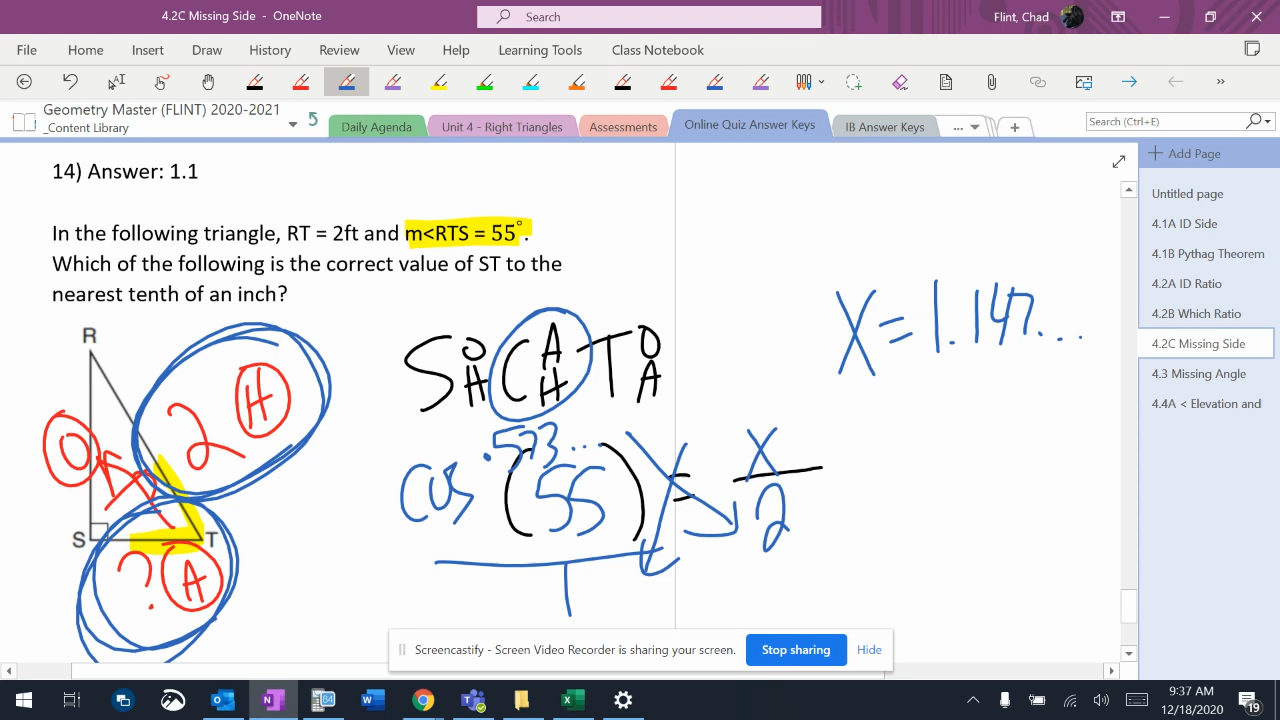 4.2C Missing Side - OneNote
Search
Flint, Chad
File Home Insert Draw History Review View Help Learning Tools Class Notebook
Geometry Master (FLINT) 2020-2021
_Content Library
Daily Agenda Unit 4 - Right Triangles Assessments Online Quiz Answer Keys IB Answer Keys ... +
Search (Ctrl+E)
Add Page
Untitled page
4.1A ID Side
4.1B Pythag Theorem
4.2A ID Ratio
4.2B Which Ratio
4.2C Missing Side
4.3 Missing Angle
4.4A < Elevation and
14) Answer: 1.1
In the following triangle, RT = 2ft and m<RTS = 55°.
Which of the following is the correct value of ST to the
nearest tenth of an inch?
R
S
T
O
2 H
? A
S O H C A H T O A
.573...
cos (55) = x
2
1
X = 1.147...
Screencastify - Screen Video Recorder is sharing your screen.
Stop sharing
Hide
84
9:37 AM
12/18/2020
19